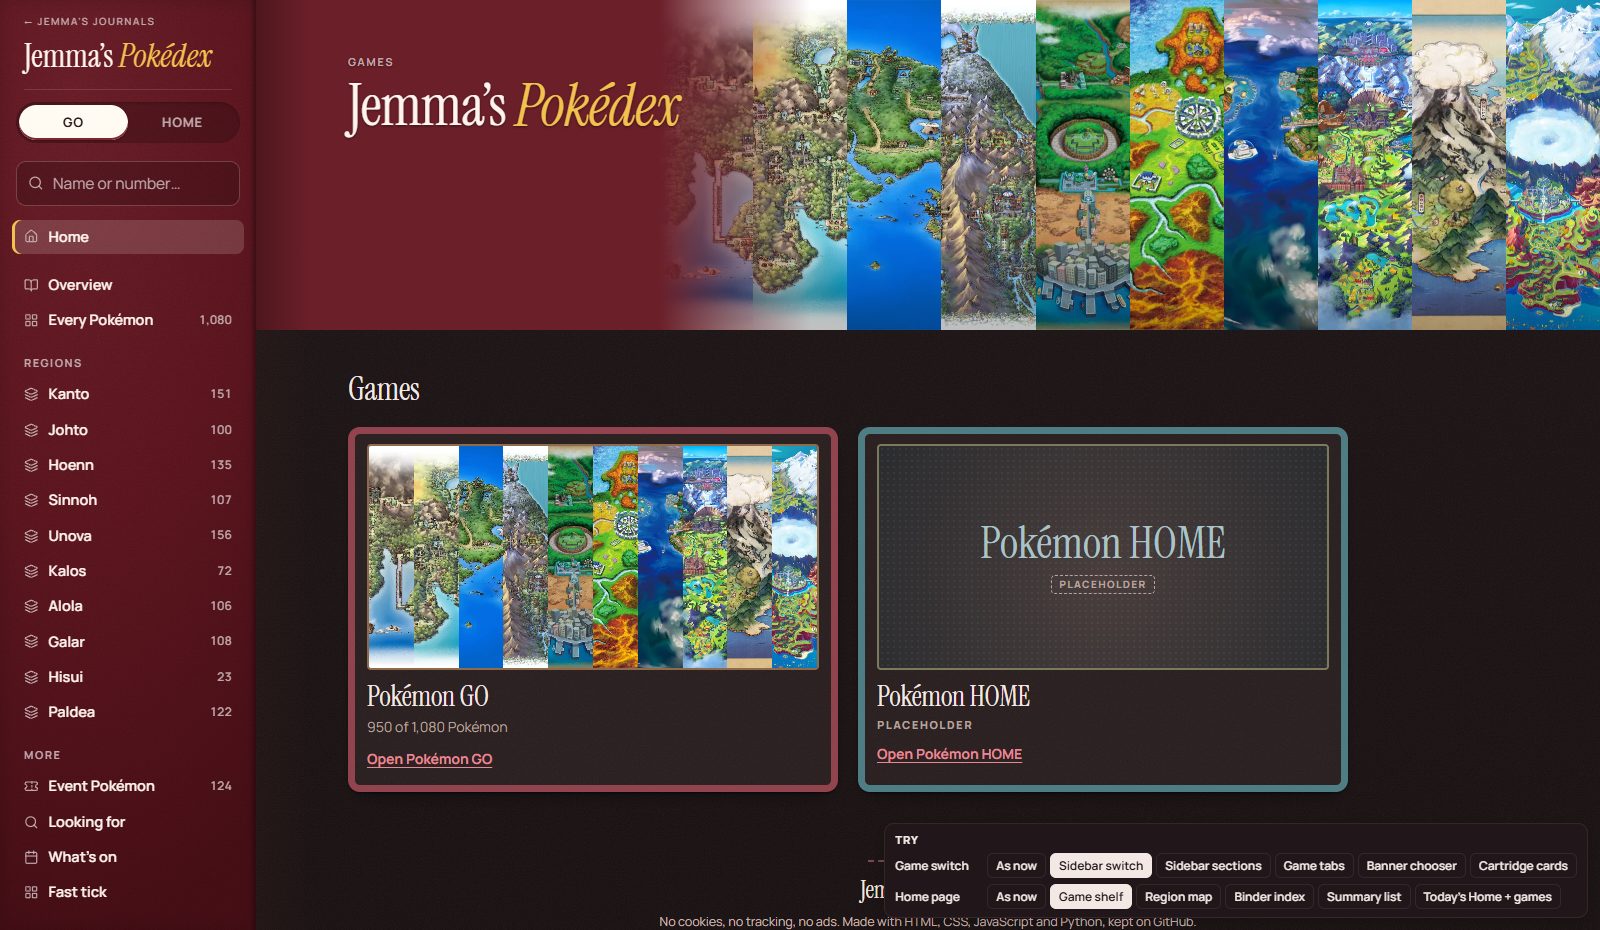 ← JEMMA'S JOURNALS
Jemma's Pokédex
GO
HOME
Name or number...
Home
Overview
Every Pokémon 1,080
REGIONS
Kanto 151
Johto 100
Hoenn 135
Sinnoh 107
Unova 156
Kalos 72
Alola 106
Galar 108
Hisui 23
Paldea 122
MORE
Event Pokémon 124
Looking for
What's on
Fast tick
GAMES
Jemma's Pokédex
Games
Pokémon GO
950 of 1,080 Pokémon
Open Pokémon GO
Pokémon HOME
PLACEHOLDER
Pokémon HOME
PLACEHOLDER
Open Pokémon HOME
TRY
Game switch As now Sidebar switch Sidebar sections Game tabs Banner chooser Cartridge cards
Home page As now Game shelf Region map Binder index Summary list Today's Home + games
No cookies, no tracking, no ads. Made with HTML, CSS, JavaScript and Python, kept on GitHub.